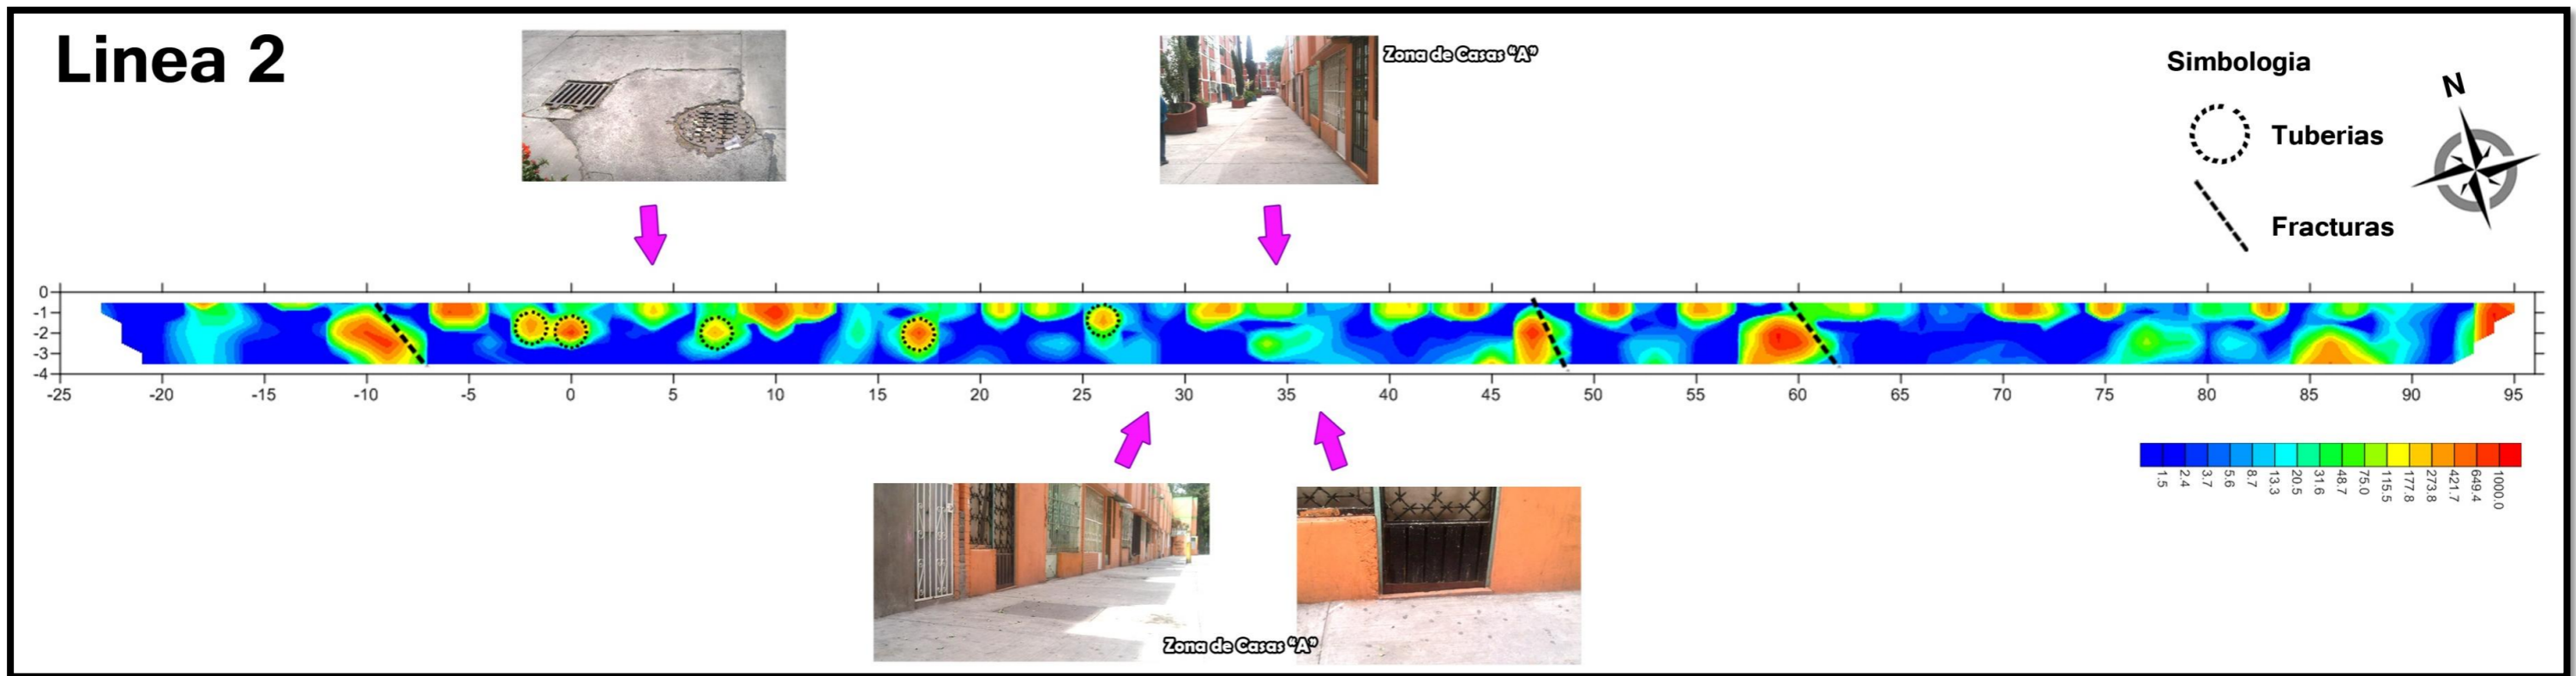 Linea 2
Zona de Casas "A"
Simbologia
N
Tuberias
Fracturas
0
-1
-2
-3
-4
-25 -20 -15 -10 -5 0 5 10 15 20 25 30 35 40 45 50 55 60 65 70 75 80 85 90 95
1.5 2.4 3.7 5.6 8.7 13.3 20.5 31.6 48.7 75.0 115.5 177.8 273.8 421.7 649.4 1000.0
Zona de Casas "A"